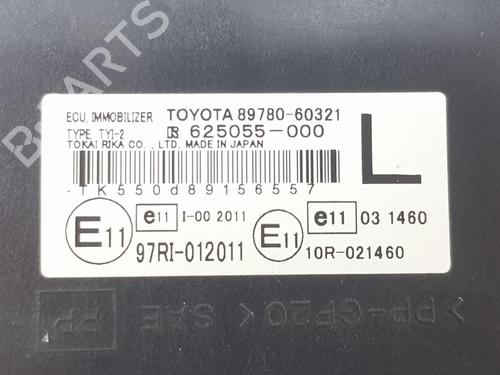 PARTS
ECU. IMMOBILIZER TOYOTA 89780-60321
TYPE TYI-2 625055-000
TOKAI RIKA CO., LTD. MADE IN JAPAN
TK550d89156557
L
E11 e11 I-00 2011 E11 e11 03 1460
97RI-012011 10R-021460
PP >PP-GF20< SAE